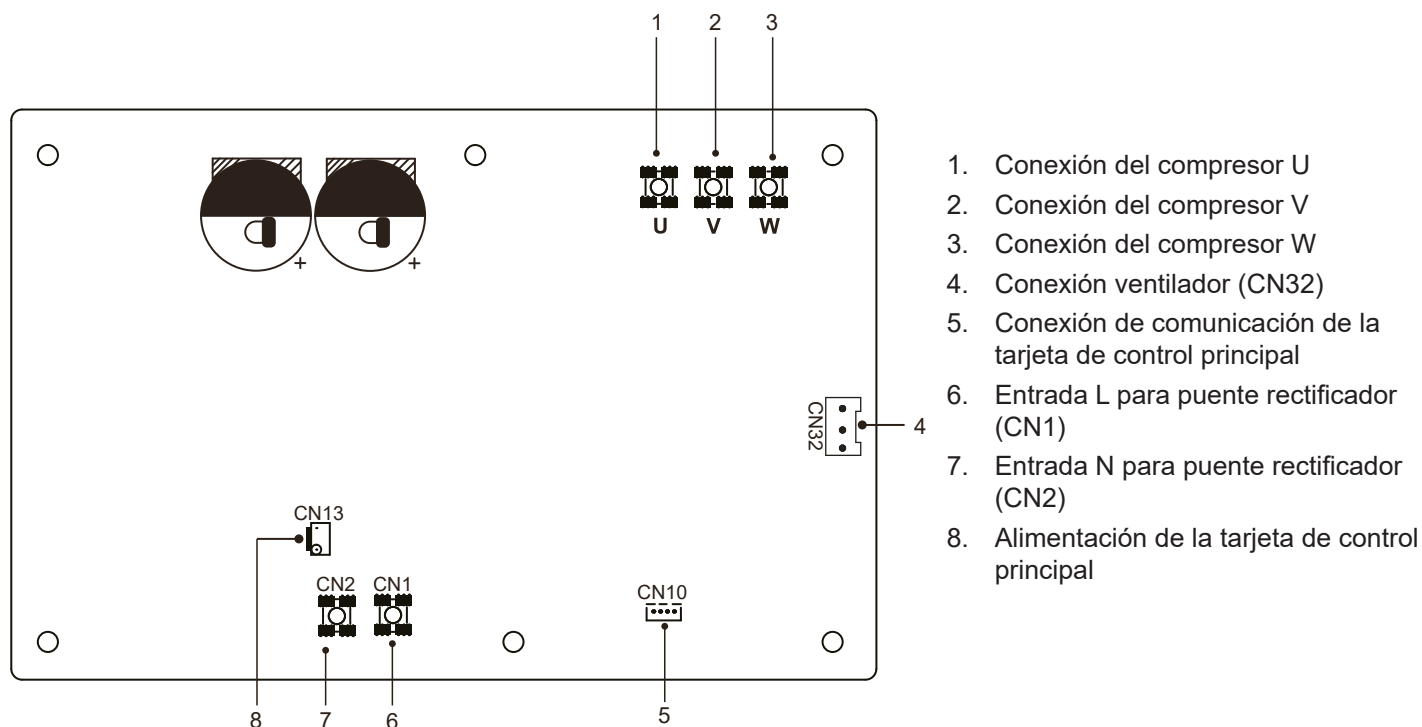 1 2 3
U V W
+ +
CN32
4
CN13
CN2 CN1
CN10
8 7 6 5
1. Conexión del compresor U
2. Conexión del compresor V
3. Conexión del compresor W
4. Conexión ventilador (CN32)
5. Conexión de comunicación de la
tarjeta de control principal
6. Entrada L para puente rectificador
(CN1)
7. Entrada N para puente rectificador
(CN2)
8. Alimentación de la tarjeta de control
principal